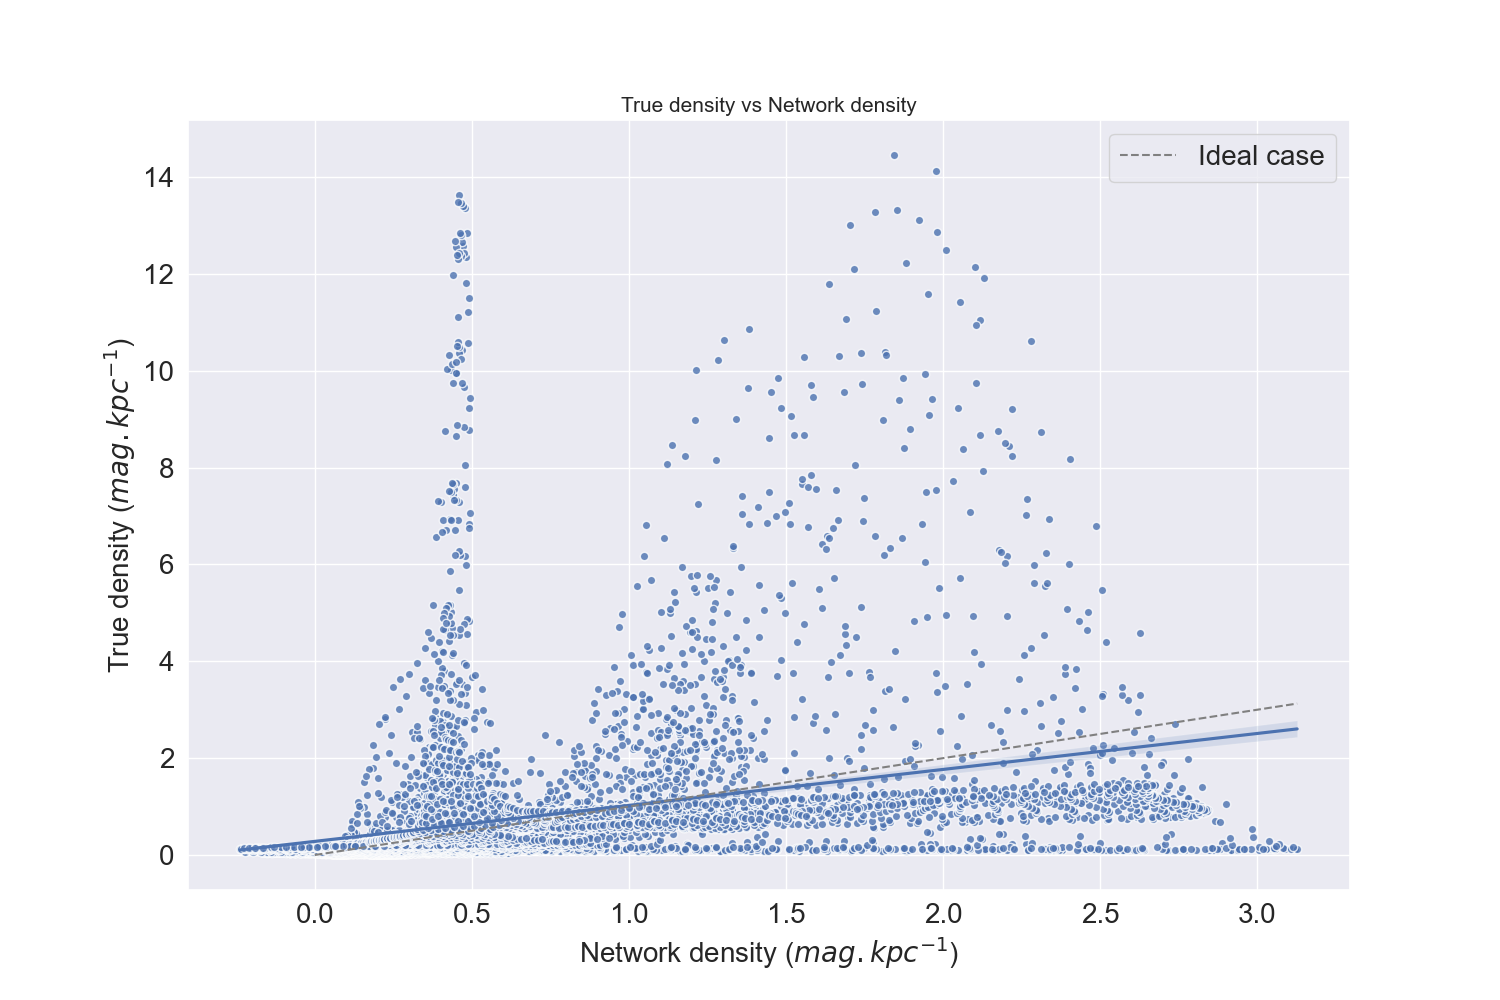 True density vs Network density
Ideal case
True density (mag. kpc⁻¹)
14
12
10
8
6
4
2
0
0.0 0.5 1.0 1.5 2.0 2.5 3.0
Network density (mag. kpc⁻¹)